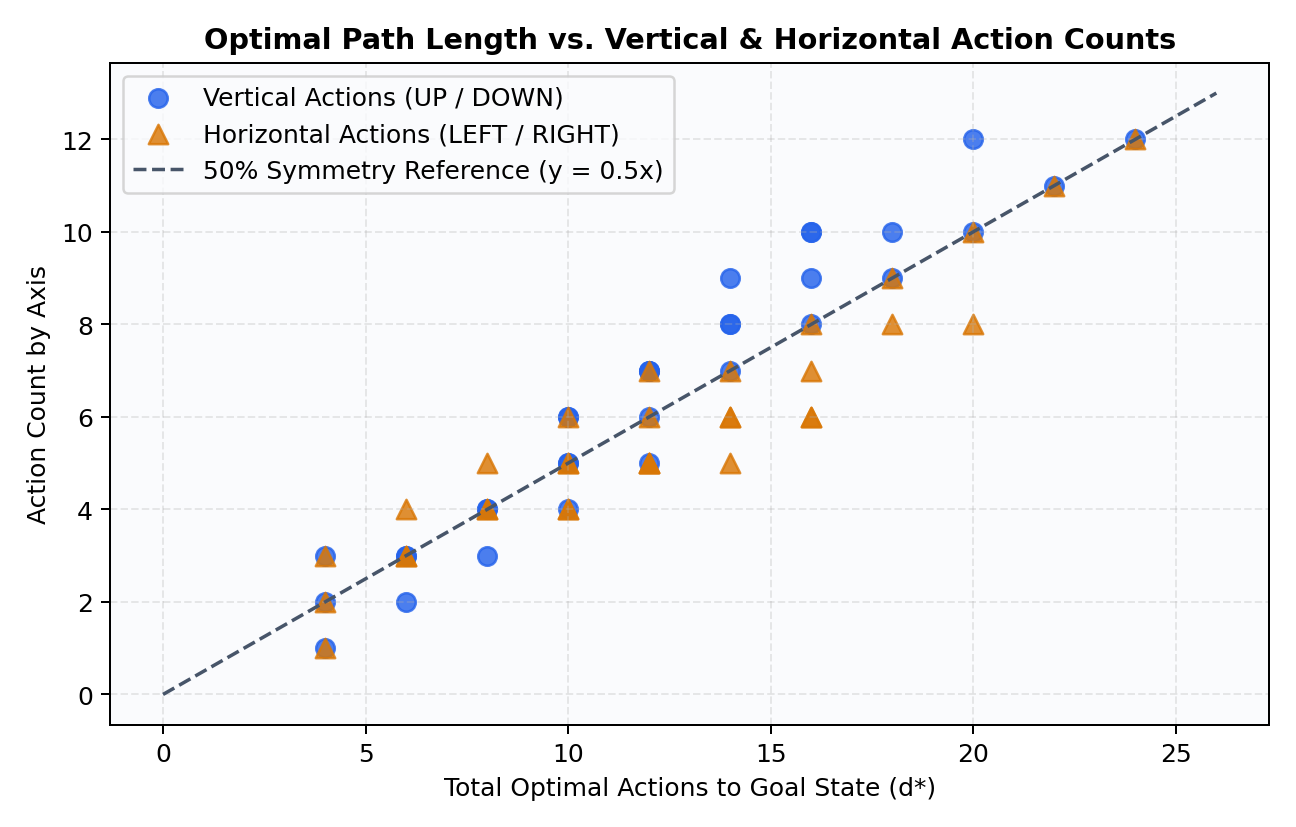 Optimal Path Length vs. Vertical & Horizontal Action Counts
Vertical Actions (UP / DOWN)
Horizontal Actions (LEFT / RIGHT)
50% Symmetry Reference (y = 0.5x)
Action Count by Axis
12
10
8
6
4
2
0
0 5 10 15 20 25
Total Optimal Actions to Goal State (d*)